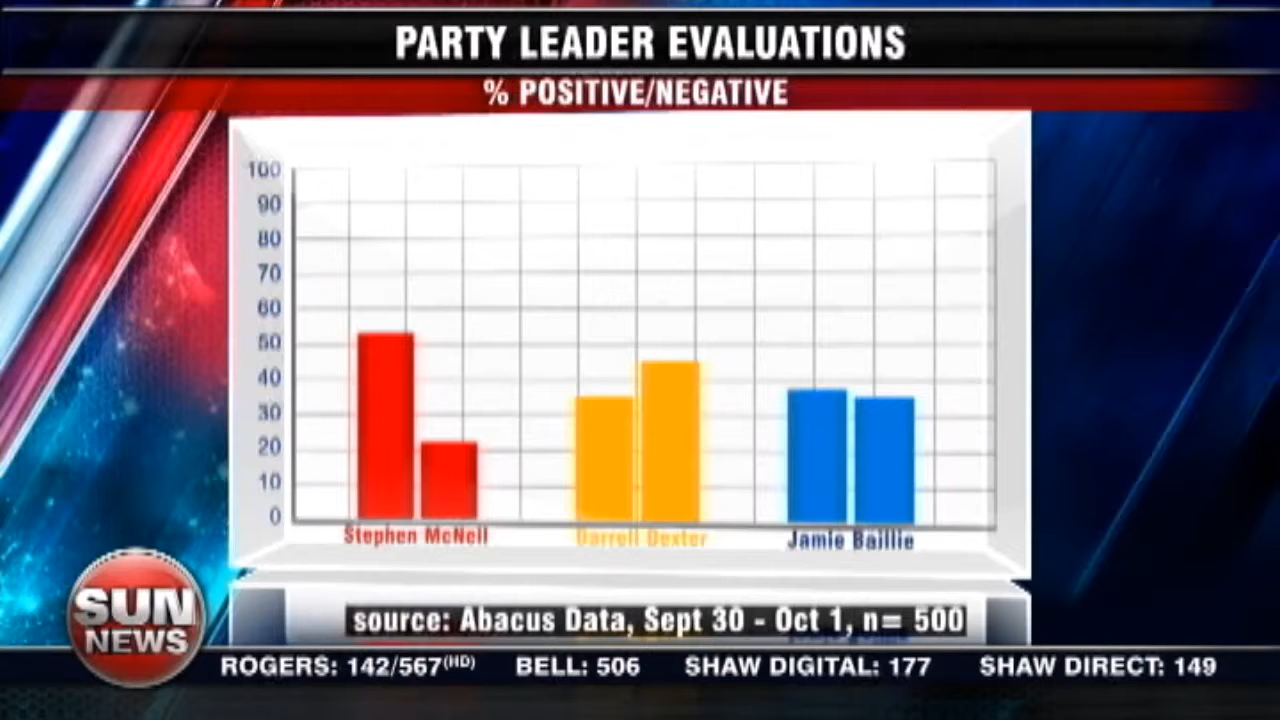 PARTY LEADER EVALUATIONS
% POSITIVE/NEGATIVE
100
90
80
70
60
50
40
30
20
10
0
Stephen McNeil
Darrell Dexter
Jamie Baillie
source: Abacus Data, Sept 30 - Oct 1, n= 500
SUN
NEWS
ROGERS: 142/567(HD) BELL: 506 SHAW DIGITAL: 177 SHAW DIRECT: 149